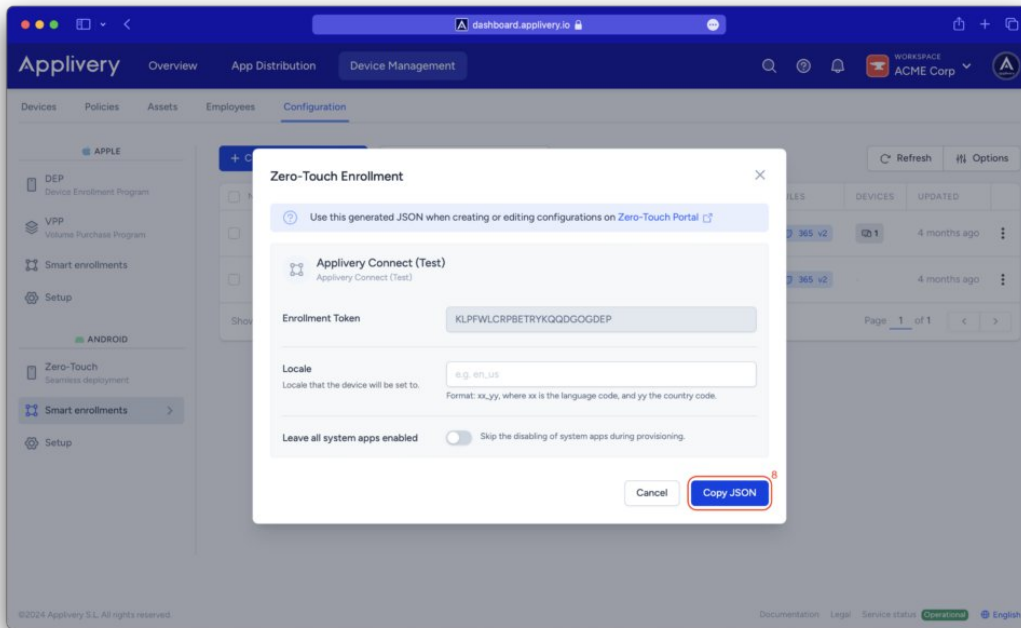 dashboard.applivery.io
Applivery
Overview
App Distribution
Device Management
WORKSPACE
ACME Corp
Devices
Policies
Assets
Employees
Configuration
APPLE
DEP
Device Enrollment Program
VPP
Volume Purchase Program
Smart enrollments
Setup
ANDROID
Zero-Touch
Seamless deployment
Smart enrollments
Setup
+ C
Refresh
Options
DEVICES
UPDATED
365 v2
1
4 months ago
365 v2
4 months ago
Show
Page 1 of 1
Zero-Touch Enrollment
Use this generated JSON when creating or editing configurations on Zero-Touch Portal
Applivery Connect (Test)
Applivery Connect (Test)
Enrollment Token
KLPFWLCRPBETRYKQQDGOGDEP
Locale
Locale that the device will be set to.
e.g. en_us
Format: xx_yy, where xx is the language code, and yy the country code.
Leave all system apps enabled
Skip the disabling of system apps during provisioning.
8
Cancel
Copy JSON
©2024 Applivery S.L. All rights reserved.
Documentation
Legal
Service status
Operational
English